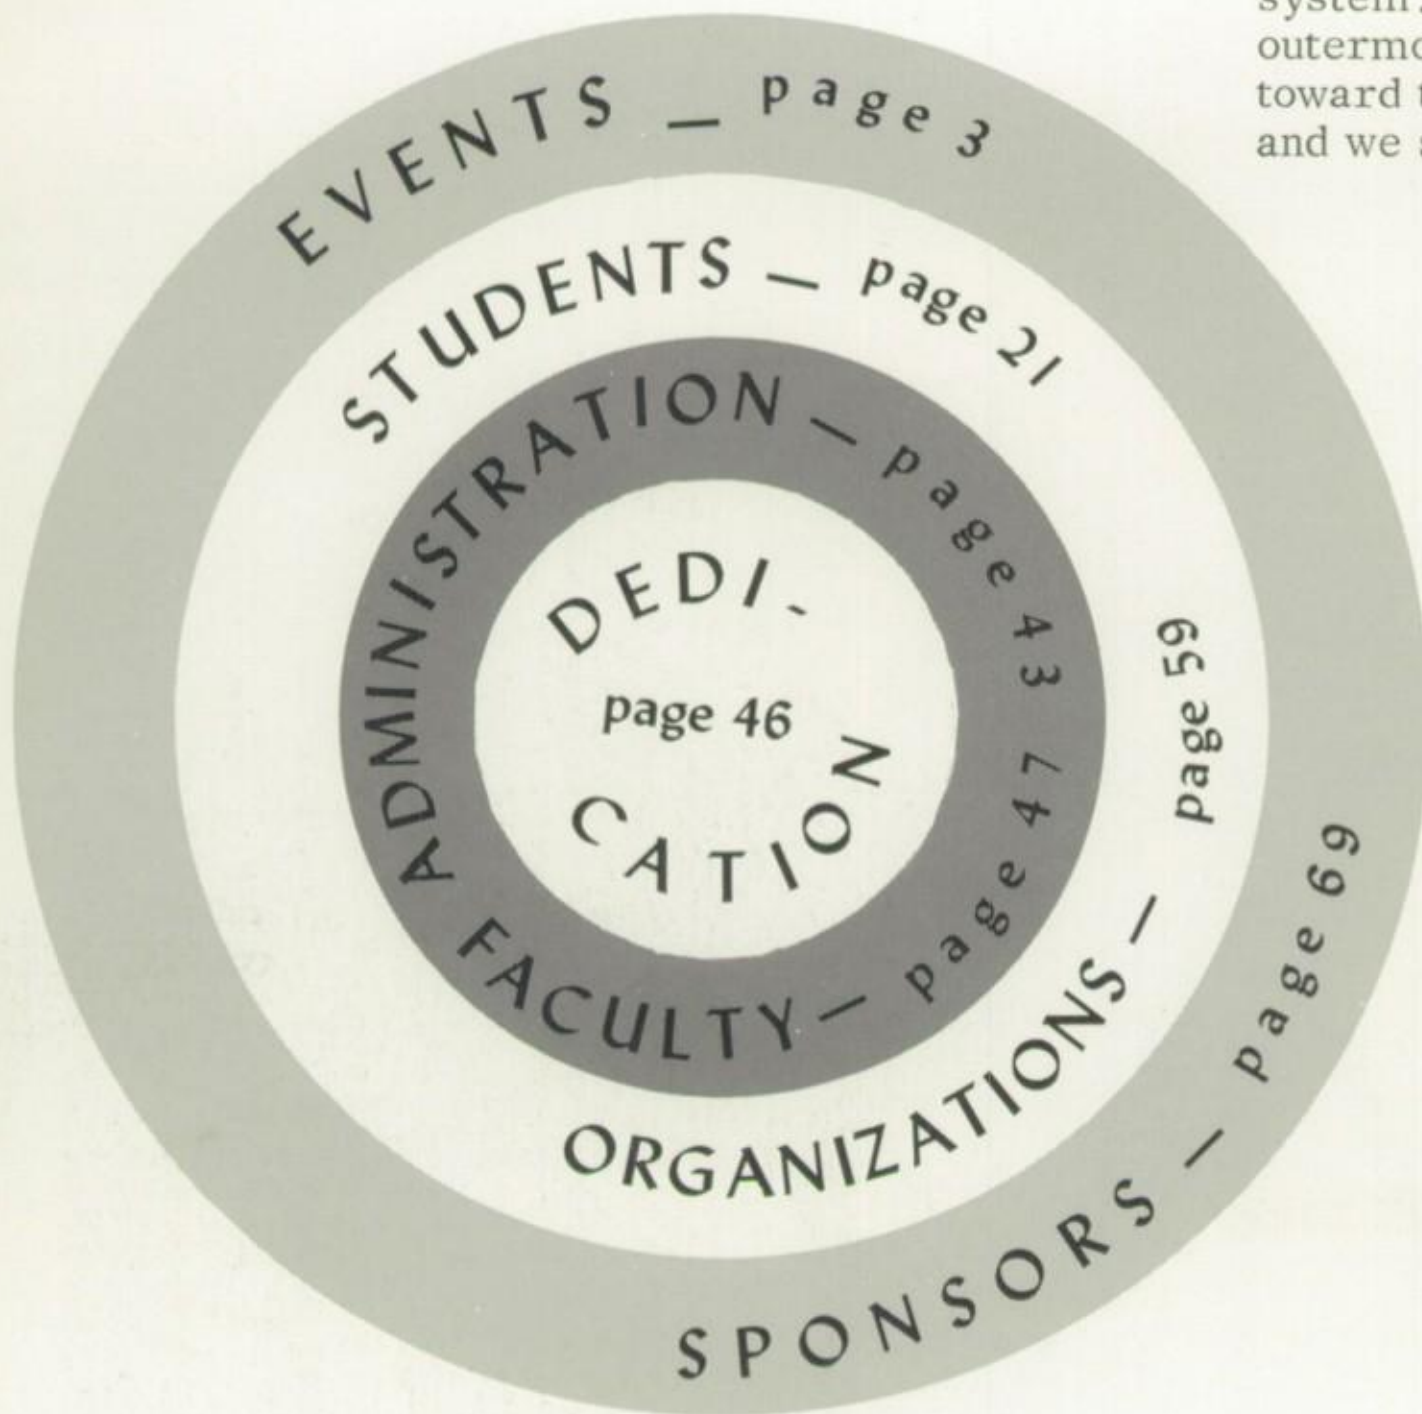 system
outermo
toward t
and we s
EVENTS — page 3
STUDENTS — page 21
ADMINISTRATION — page 43
DEDI-
page 46
CATION
FACULTY — page 47
ORGANIZATIONS — page 59
SPONSORS — page 69